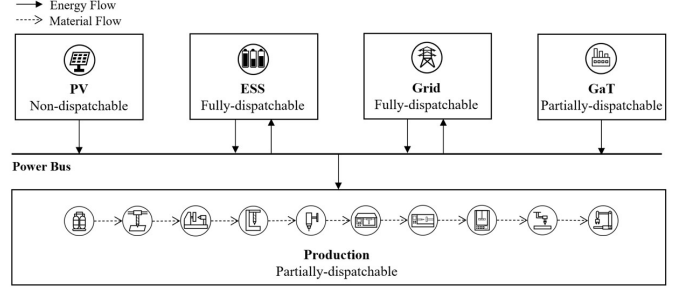 Energy Flow
Material Flow
PV
Non-dispatchable
ESS
Fully-dispatchable
Grid
Fully-dispatchable
GaT
Partially-dispatchable
Power Bus
Production
Partially-dispatchable